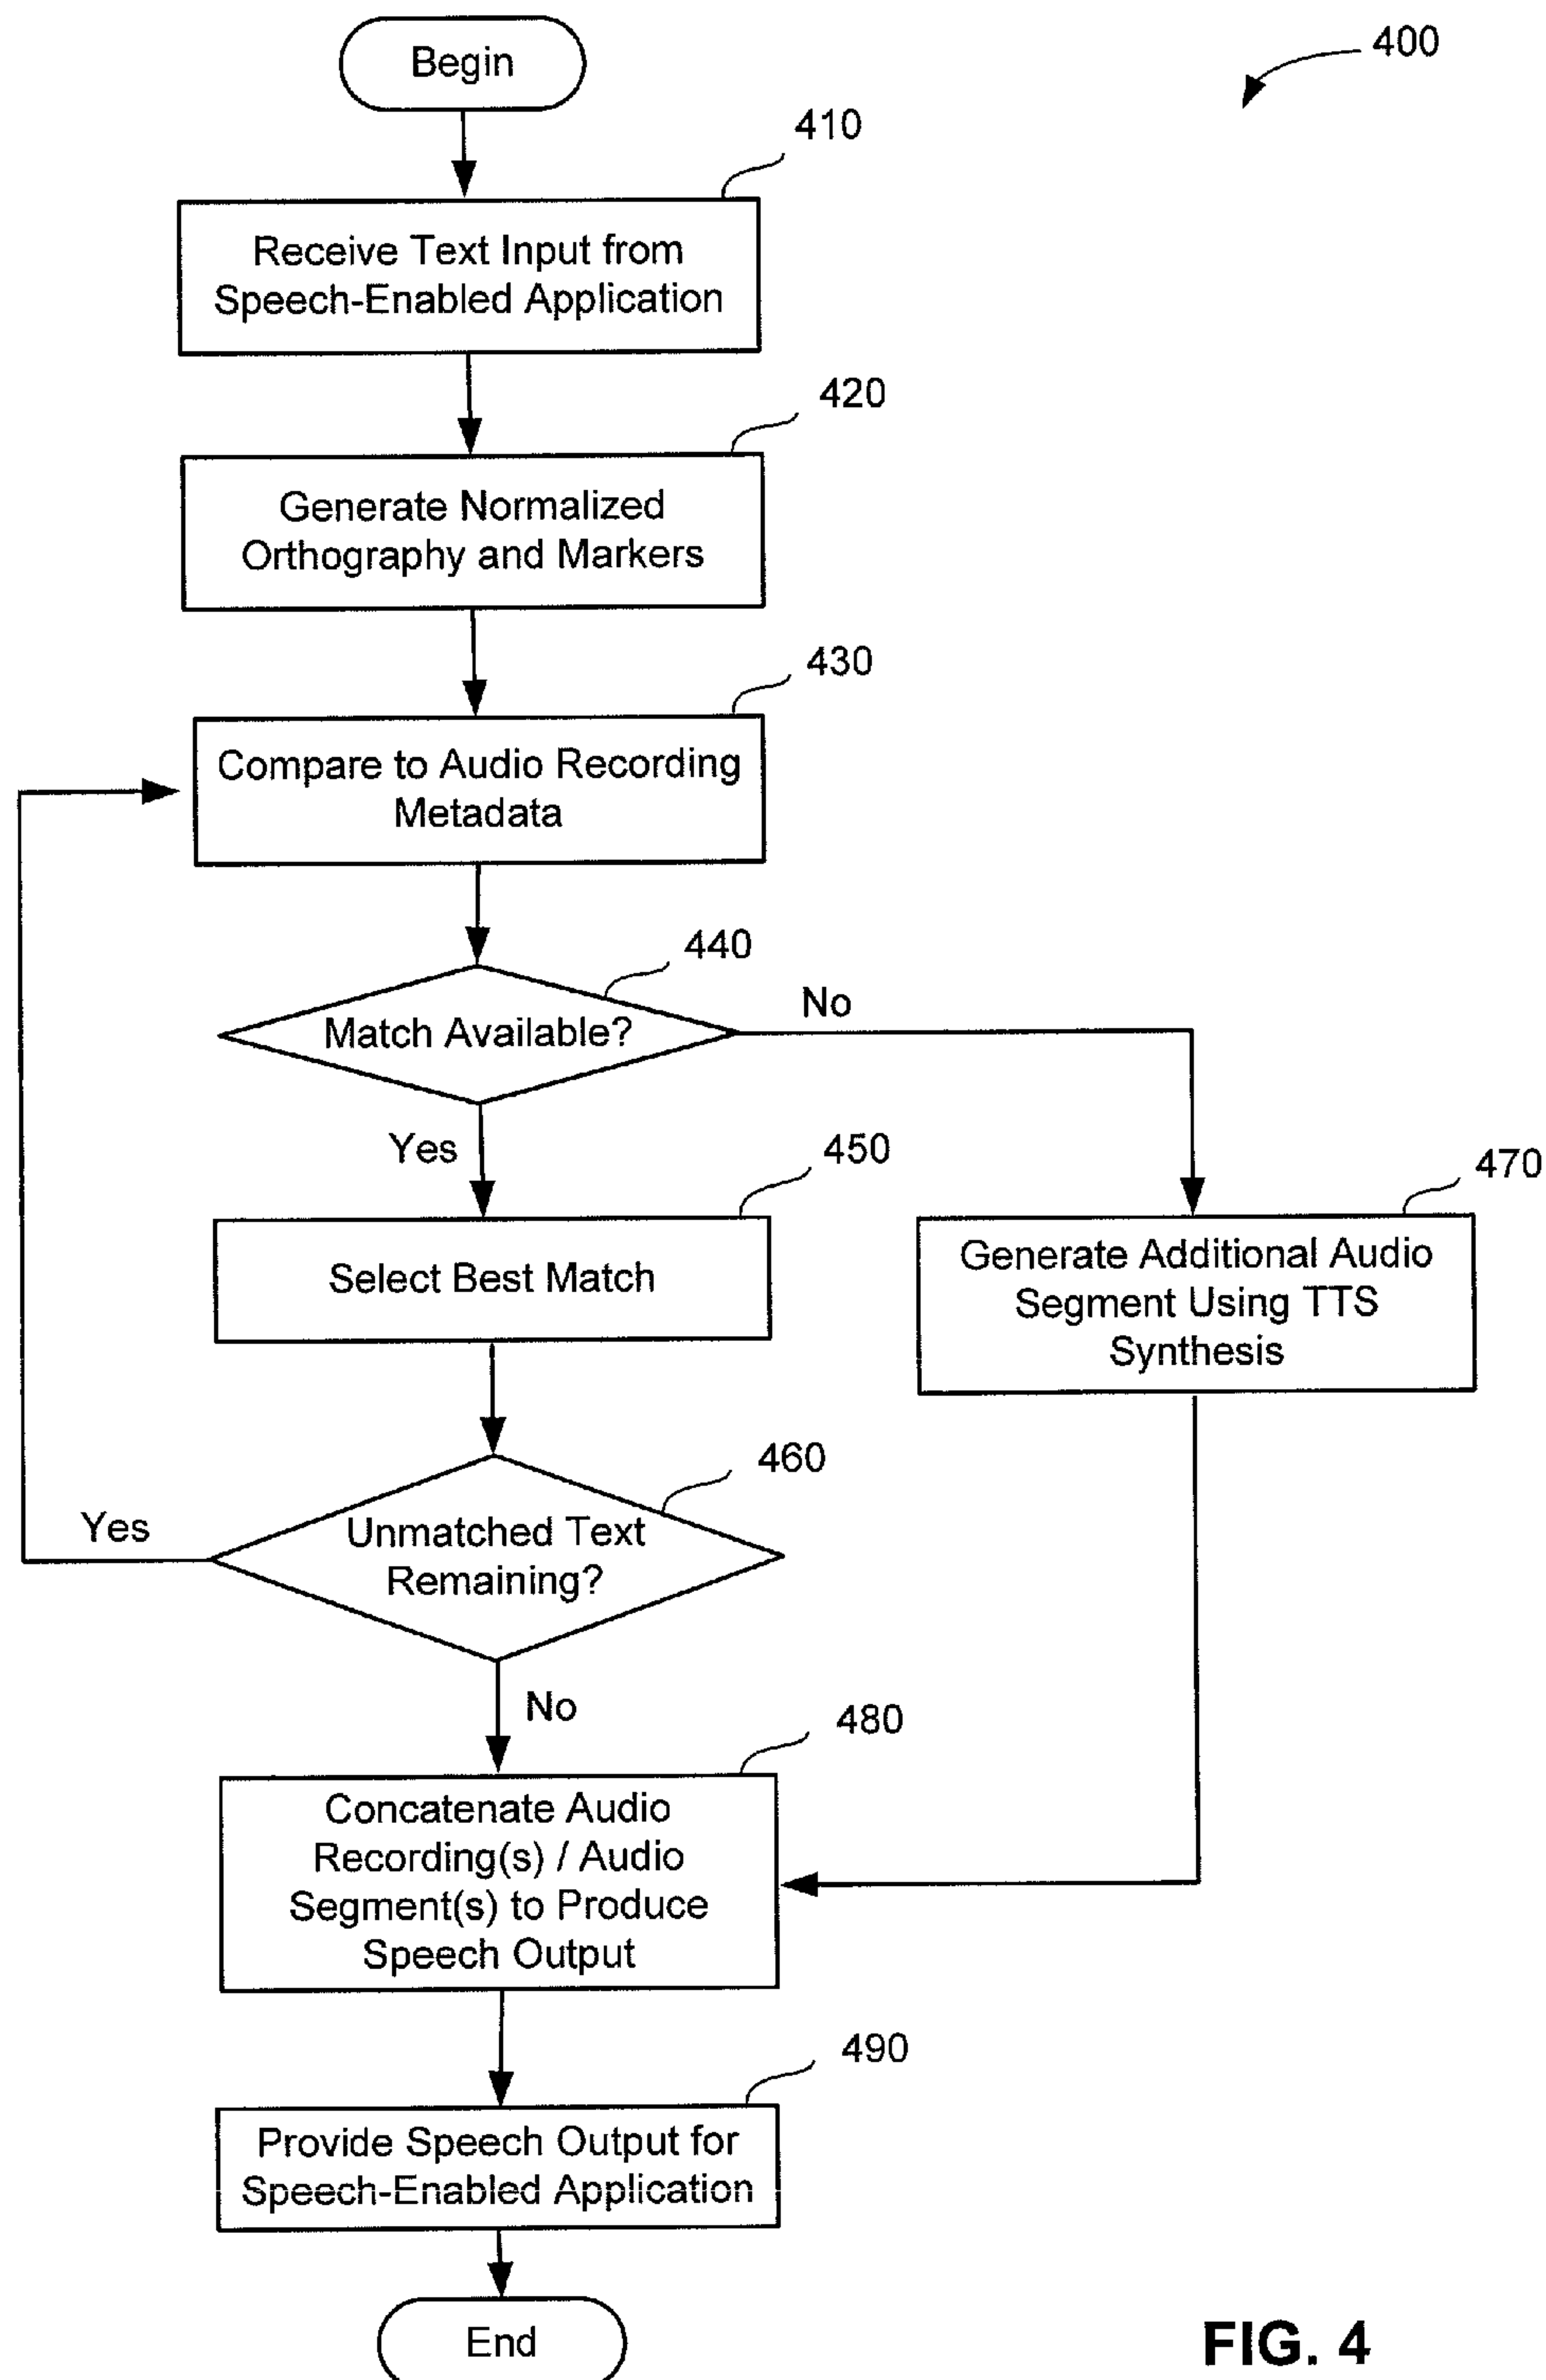 Begin
400
410
Receive Text Input from
Speech-Enabled Application
420
Generate Normalized
Orthography and Markers
430
Compare to Audio Recording
Metadata
440
Match Available?
No
Yes
450
Select Best Match
470
Generate Additional Audio
Segment Using TTS
Synthesis
460
Unmatched Text
Remaining?
Yes
No
480
Concatenate Audio
Recording(s) / Audio
Segment(s) to Produce
Speech Output
490
Provide Speech Output for
Speech-Enabled Application
End
FIG. 4